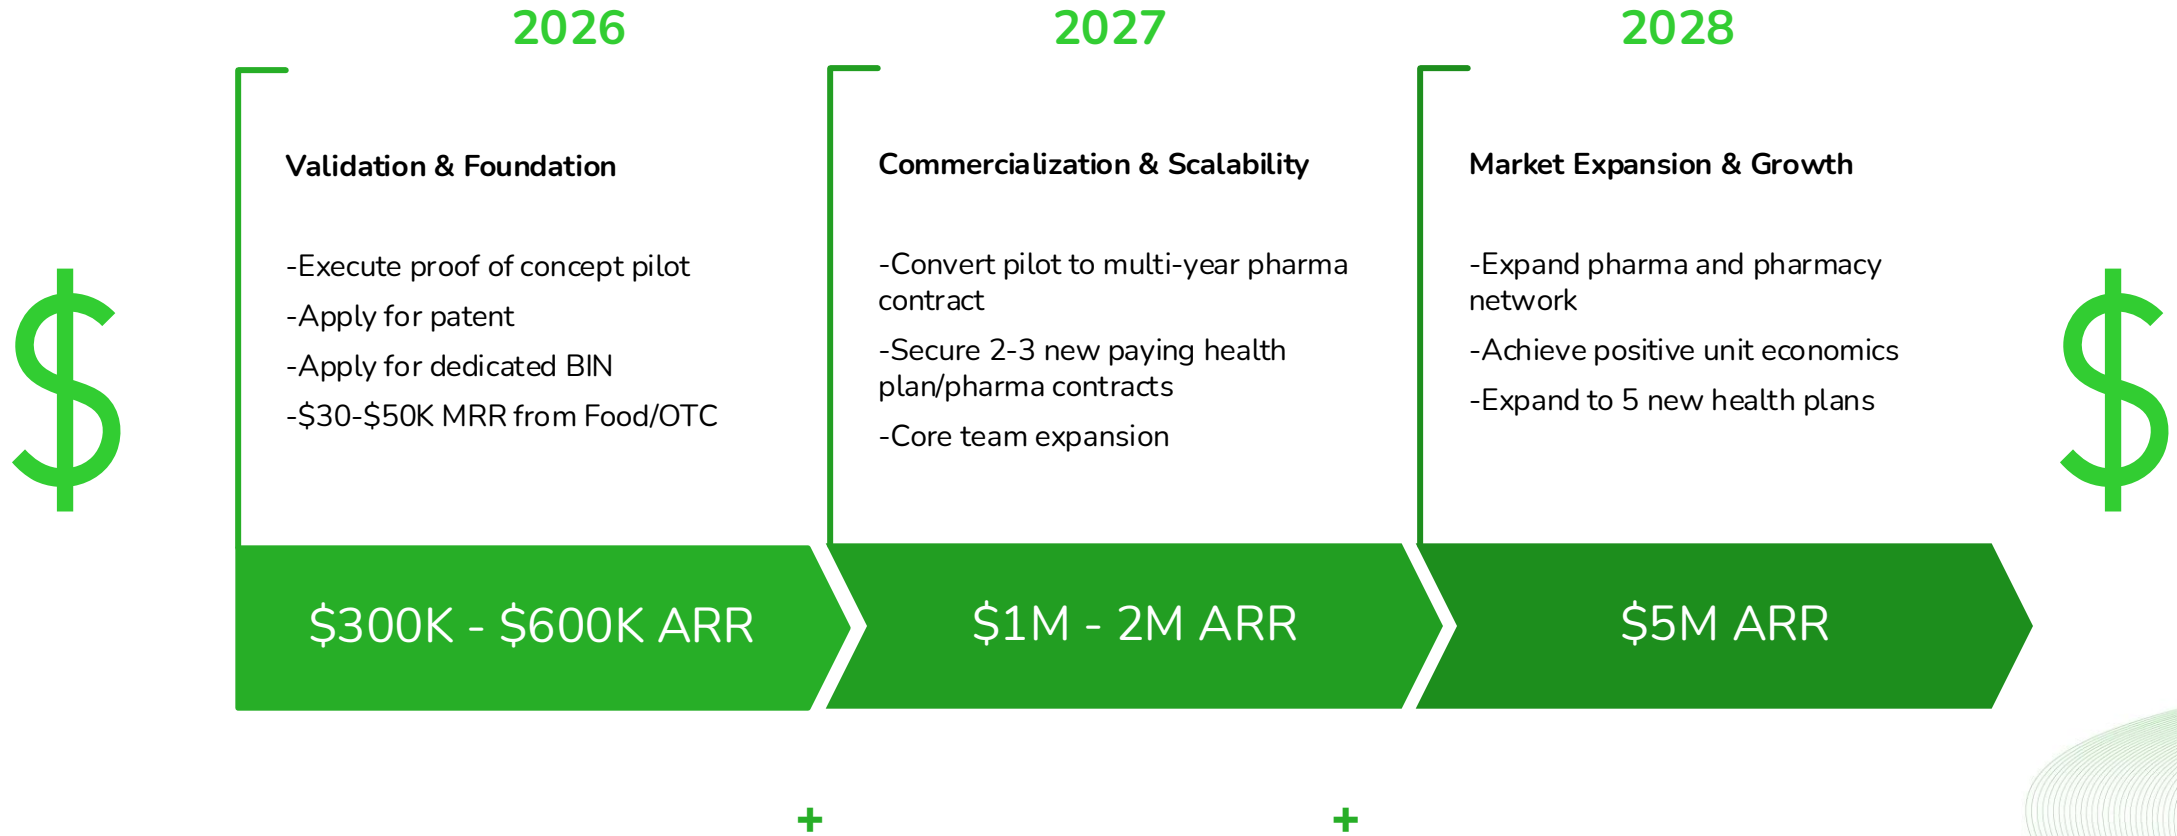 2026
Validation & Foundation
-Execute proof of concept pilot
-Apply for patent
-Apply for dedicated BIN
-$30-$50K MRR from Food/OTC
$300K - $600K ARR
2027
Commercialization & Scalability
-Convert pilot to multi-year pharma
contract
-Secure 2-3 new paying health
plan/pharma contracts
-Core team expansion
$1M - 2M ARR
2028
Market Expansion & Growth
-Expand pharma and pharmacy
network
-Achieve positive unit economics
-Expand to 5 new health plans
$5M ARR
$
$
+
+